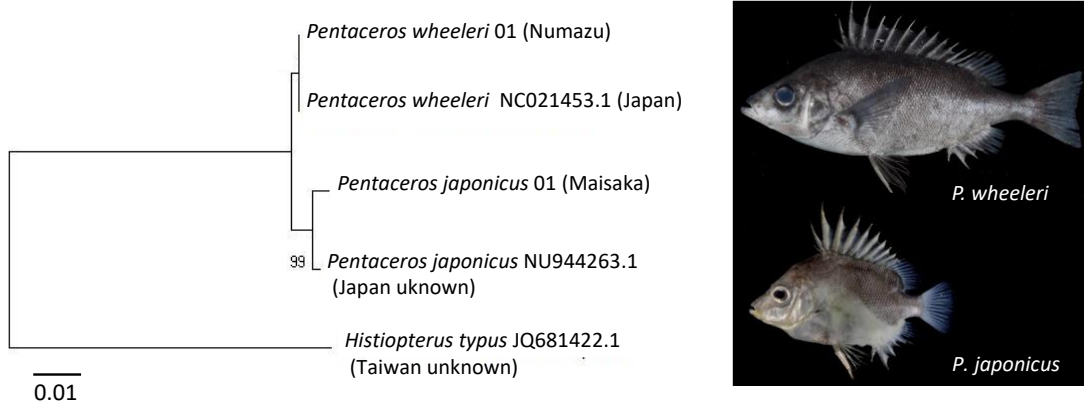 Pentaceros wheeleri 01 (Numazu)
Pentaceros wheeleri NC021453.1 (Japan)
Pentaceros japonicus 01 (Maisaka)
99
Pentaceros japonicus NU944263.1
(Japan uknown)
Histiopterus typus JQ681422.1
(Taiwan unknown)
0.01
P. wheeleri
P. japonicus